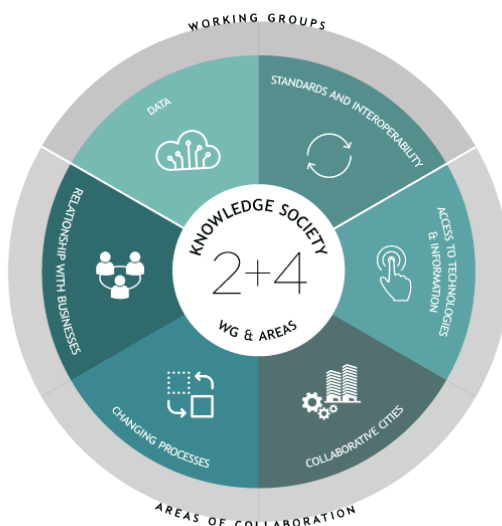 WORKING GROUPS
DATA
STANDARDS AND INTEROPERABILITY
RELATIONSHIP WITH BUSINESSES
KNOWLEDGE SOCIETY
2+4
WG & AREAS
ACCESS TO TECHNOLOGIES
& INFORMATION
CHANGING PROCESSES
COLLABORATIVE CITIES
AREAS OF COLLABORATION